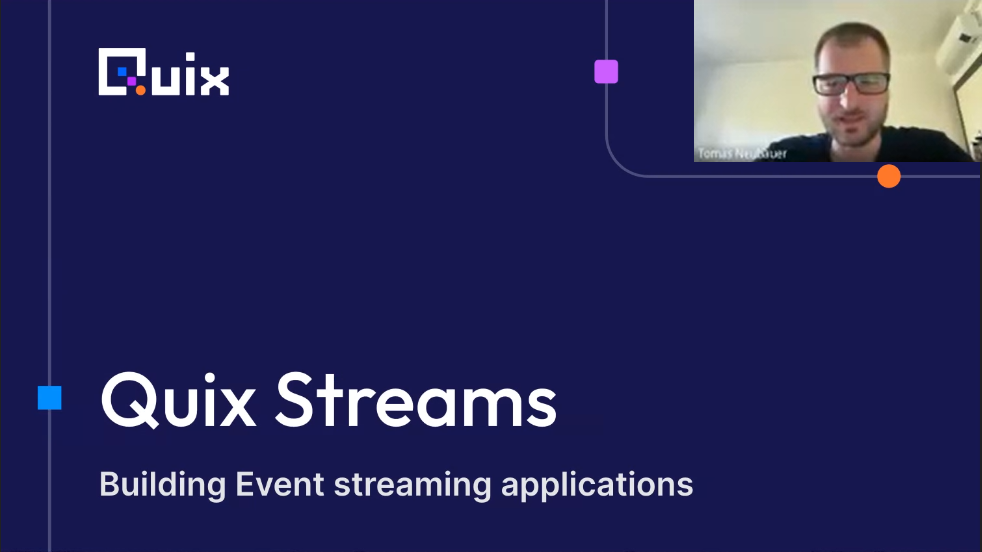 Quix
Tomas Neubauer
Quix Streams
Building Event streaming applications